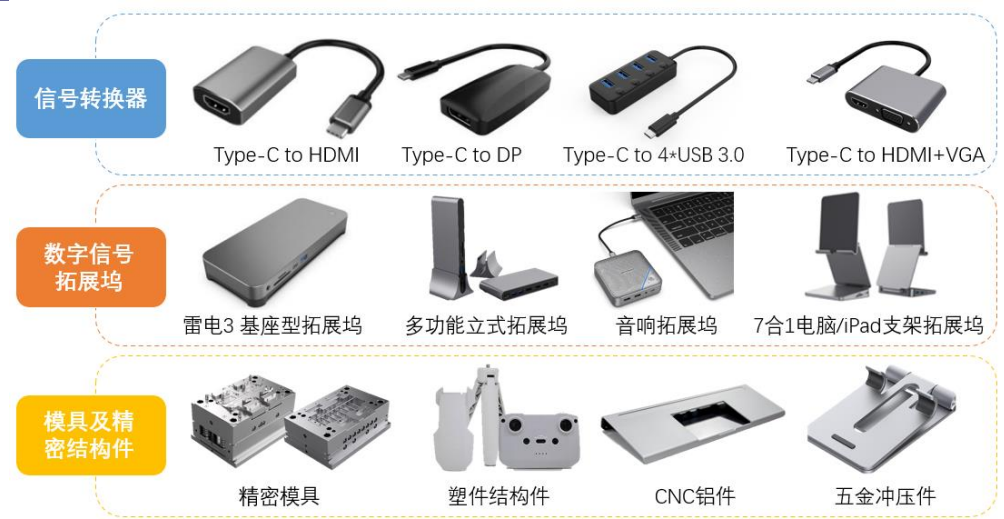 信号转换器
Type-C to HDMI
Type-C to DP
Type-C to 4*USB 3.0
Type-C to HDMI+VGA
数字信号
拓展坞
雷电3 基座型拓展坞
多功能立式拓展坞
音响拓展坞
7合1电脑/iPad支架拓展坞
模具及精
密结构件
精密模具
塑件结构件
CNC铝件
五金冲压件